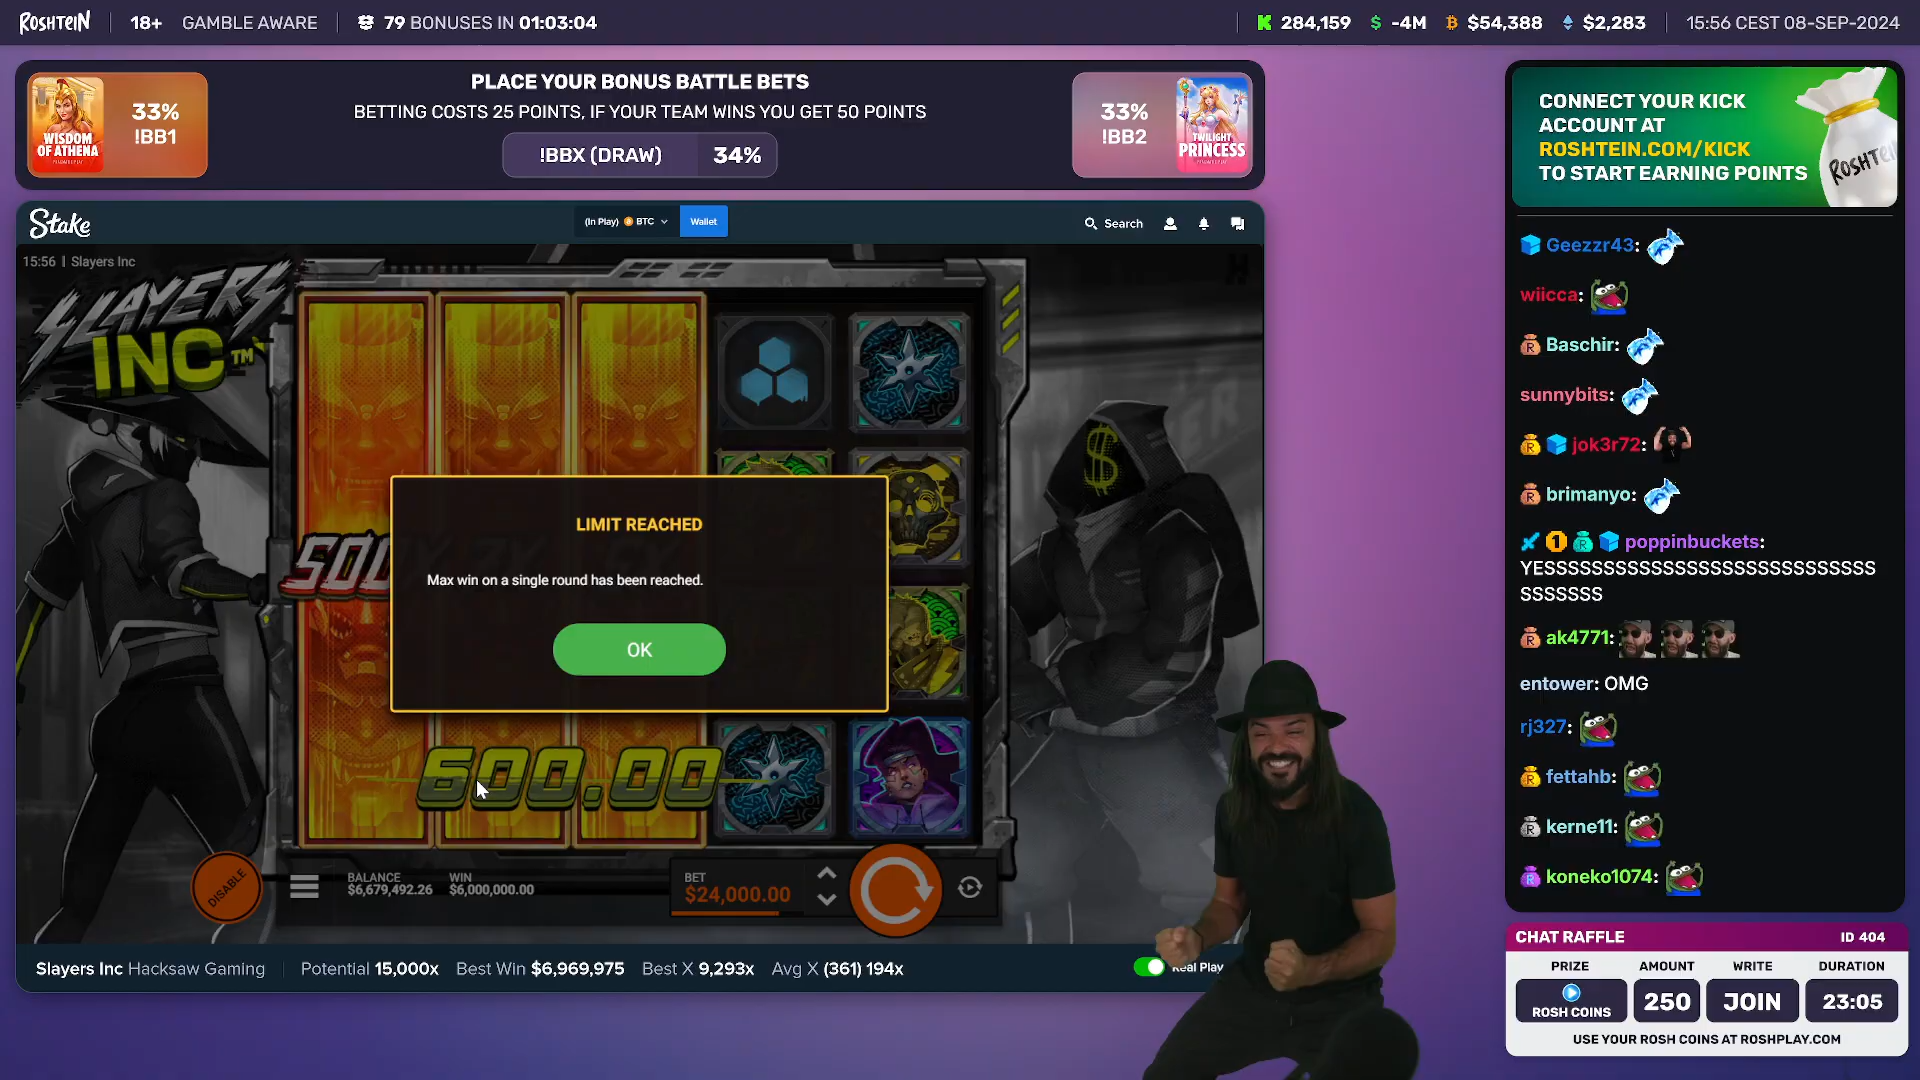 ROSHTEIN
18+
GAMBLE AWARE
79 BONUSES IN 01:03:04
284,159
$ -4M
$54,388
$2,283
15:56 CEST 08-SEP-2024
WISDOM OF ATHENA
33%
!BB1
PLACE YOUR BONUS BATTLE BETS
BETTING COSTS 25 POINTS, IF YOUR TEAM WINS YOU GET 50 POINTS
!BBX (DRAW) 34%
33%
!BB2
TWILIGHT PRINCESS
CONNECT YOUR KICK
ACCOUNT AT
ROSHTEIN.COM/KICK
TO START EARNING POINTS
Stake
(In Play) BTC
Wallet
Search
15:56 | Slayers Inc
SLAYERS
INC™
LIMIT REACHED
Max win on a single round has been reached.
OK
600.00
DISABLE
BALANCE
$6,679,492.26
WIN
$6,000,000.00
BET
$24,000.00
Slayers Inc Hacksaw Gaming
Potential 15,000x
Best Win $6,969,975
Best X 9,293x
Avg X (361) 194x
Real Play
Geezzr43:
wiicca:
Baschir:
sunnybits:
jok3r72:
brimanyo:
poppinbuckets:
YESSSSSSSSSSSSSSSSSSSSSSSSSSSS
SSSSSSS
ak4771:
entower: OMG
rj327:
fettahb:
kerne11:
koneko1074:
CHAT RAFFLE
ID 404
PRIZE
AMOUNT
WRITE
DURATION
ROSH COINS
250
JOIN
23:05
USE YOUR ROSH COINS AT ROSHPLAY.COM